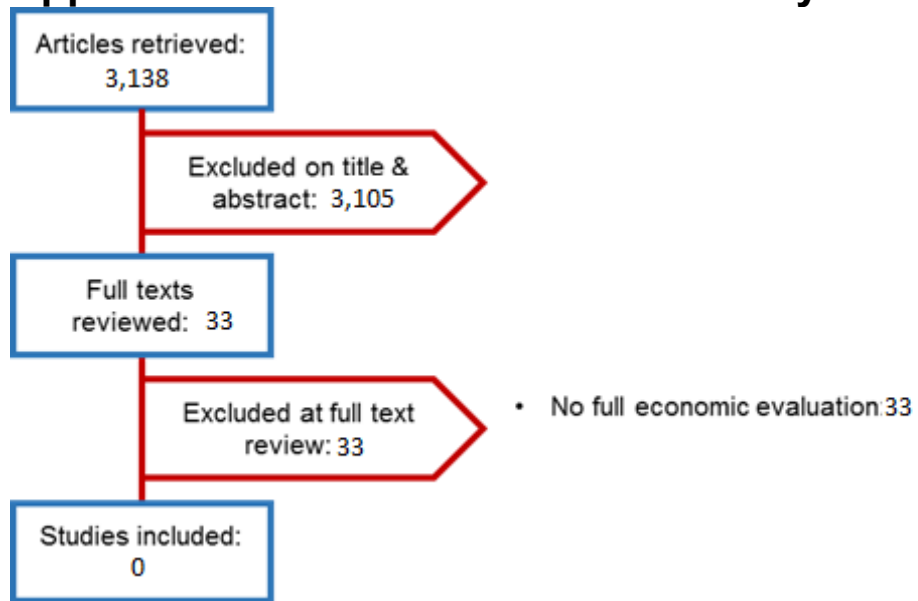 Articles retrieved:
3,138
Excluded on title &
abstract: 3,105
Full texts
reviewed: 33
Excluded at full text
review: 33
• No full economic evaluation:33
Studies included:
0